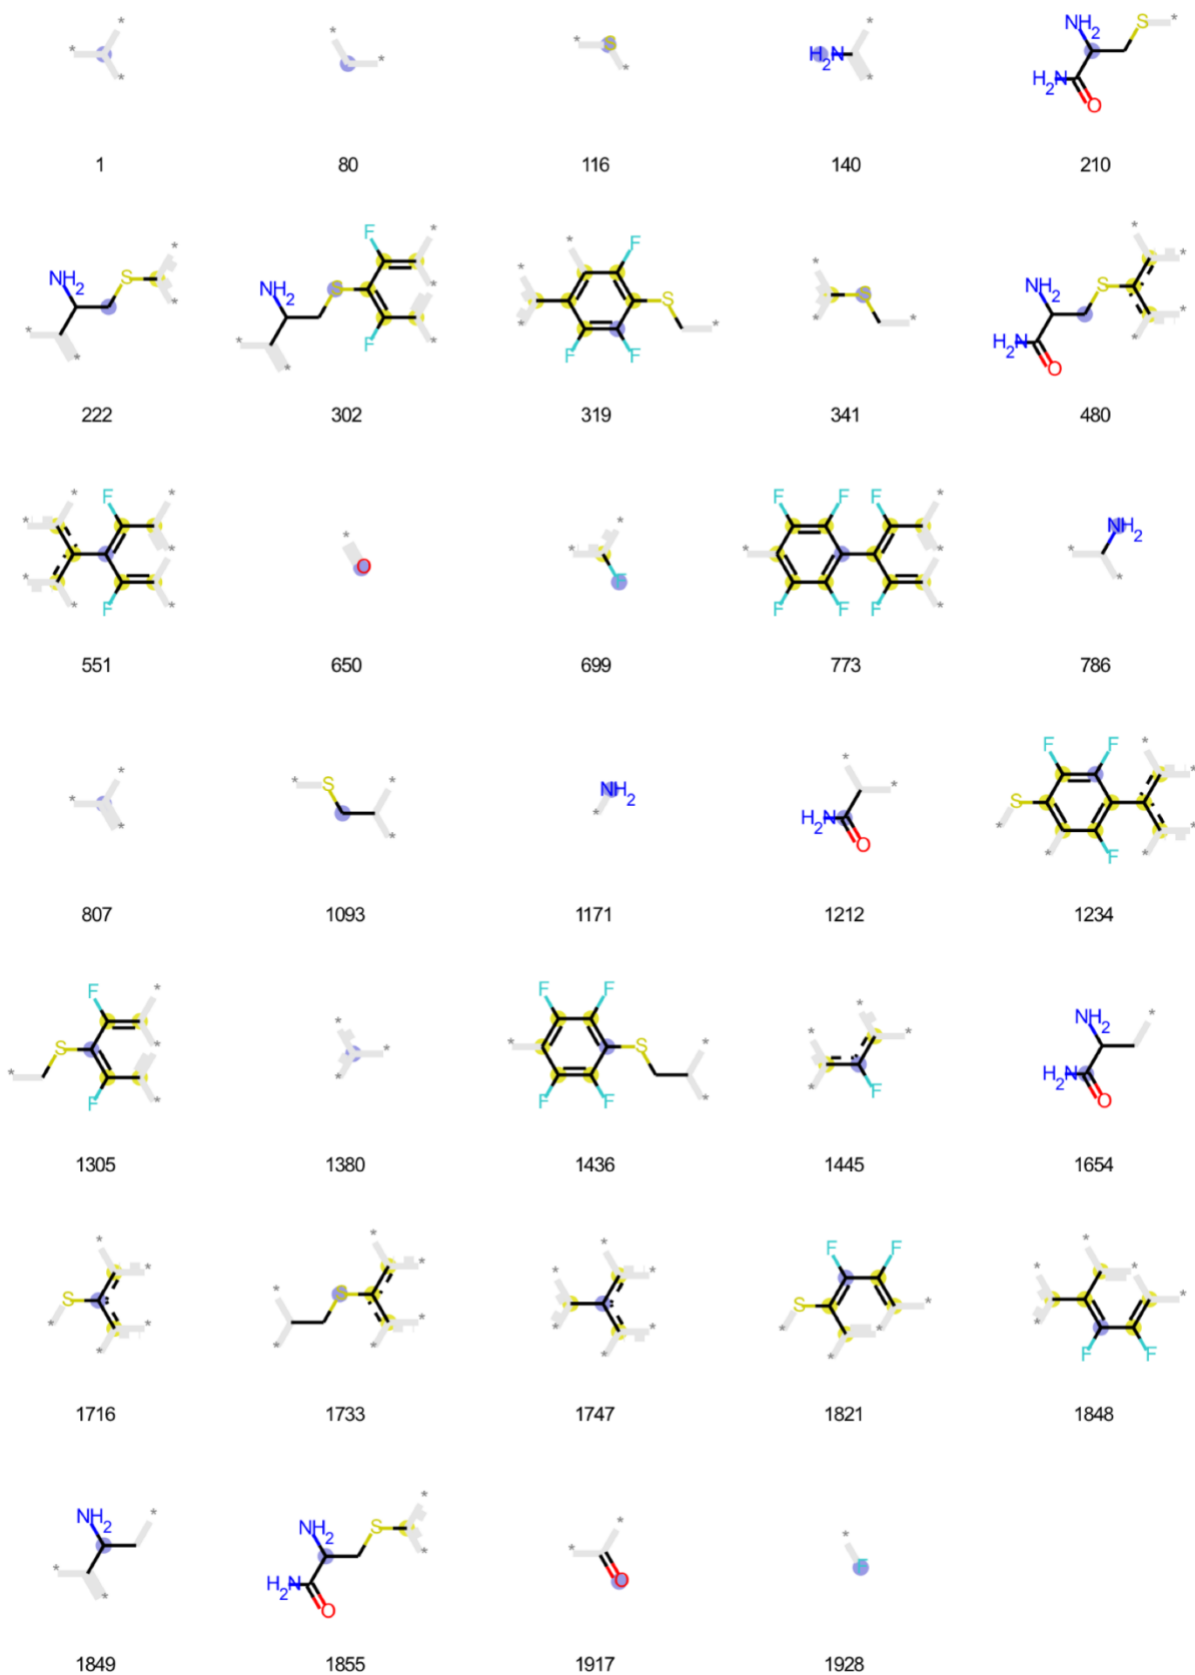 NH2 S
S H2N
H2N
O
1 80 116 140 210
F F
NH2 S NH2 S S S NH2 S
F F F H2N
O
222 302 319 341 480
F F F F
NH2
O F
F F F F
551 650 699 773 786
F F
S NH2
H2N S
O F
807 1093 1171 1212 1234
F F F
NH2
S S
H2N
F F F F O
1305 1380 1436 1445 1654
F F
S S S
F F
1716 1733 1747 1821 1848
NH2 NH2 S
H2N O F
O
1849 1855 1917 1928